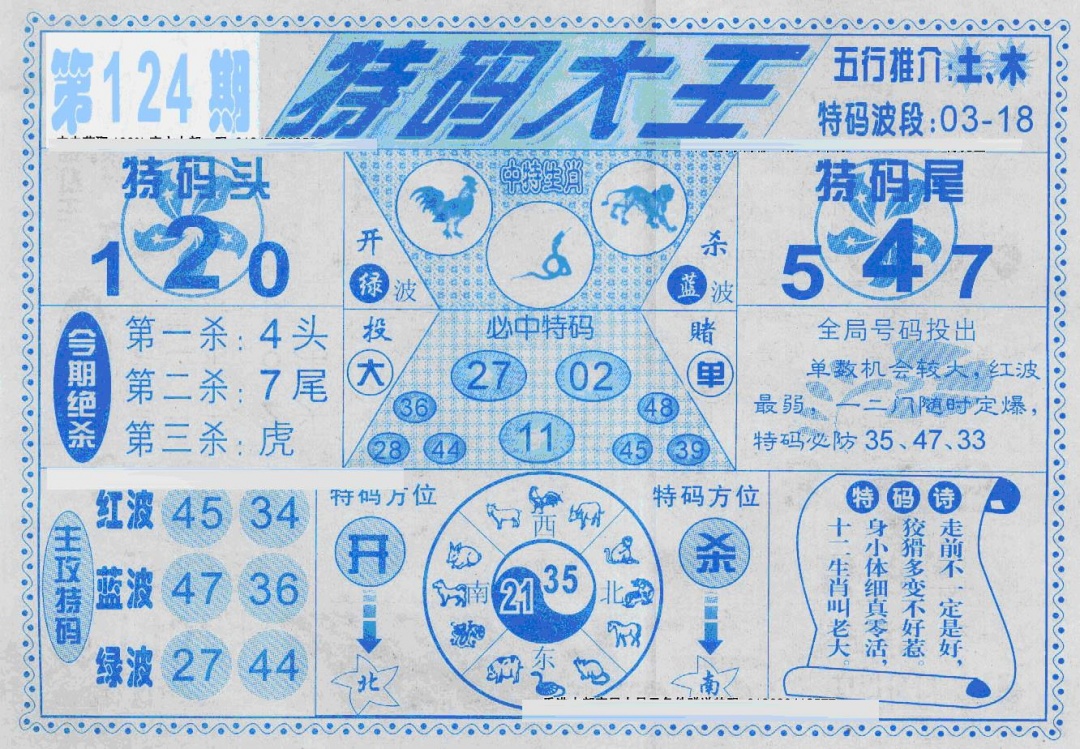 第124期
特码大王
五行推介:土、木
特码波段:03-18
特码头
1 2 0
中特生肖
开
绿波
杀
蓝波
特码尾
5 4 7
今期绝杀
第一杀:4头
第二杀:7尾
第三杀:虎
投
大
必中特码
27 02
36 48
11
28 44 45 39
赌
单
全局号码投出
单数机会较大,红波
最弱,一二门随时定爆,
特码必防35、47、33
主攻特码
红波 45 34
蓝波 47 36
绿波 27 44
特码方位
开
北
西
南
北
东
21 35
特码方位
杀
南
特码诗
走前不一定是好,
狡猾多变不好惹。
身小体细真零活,
十二生肖叫老大。